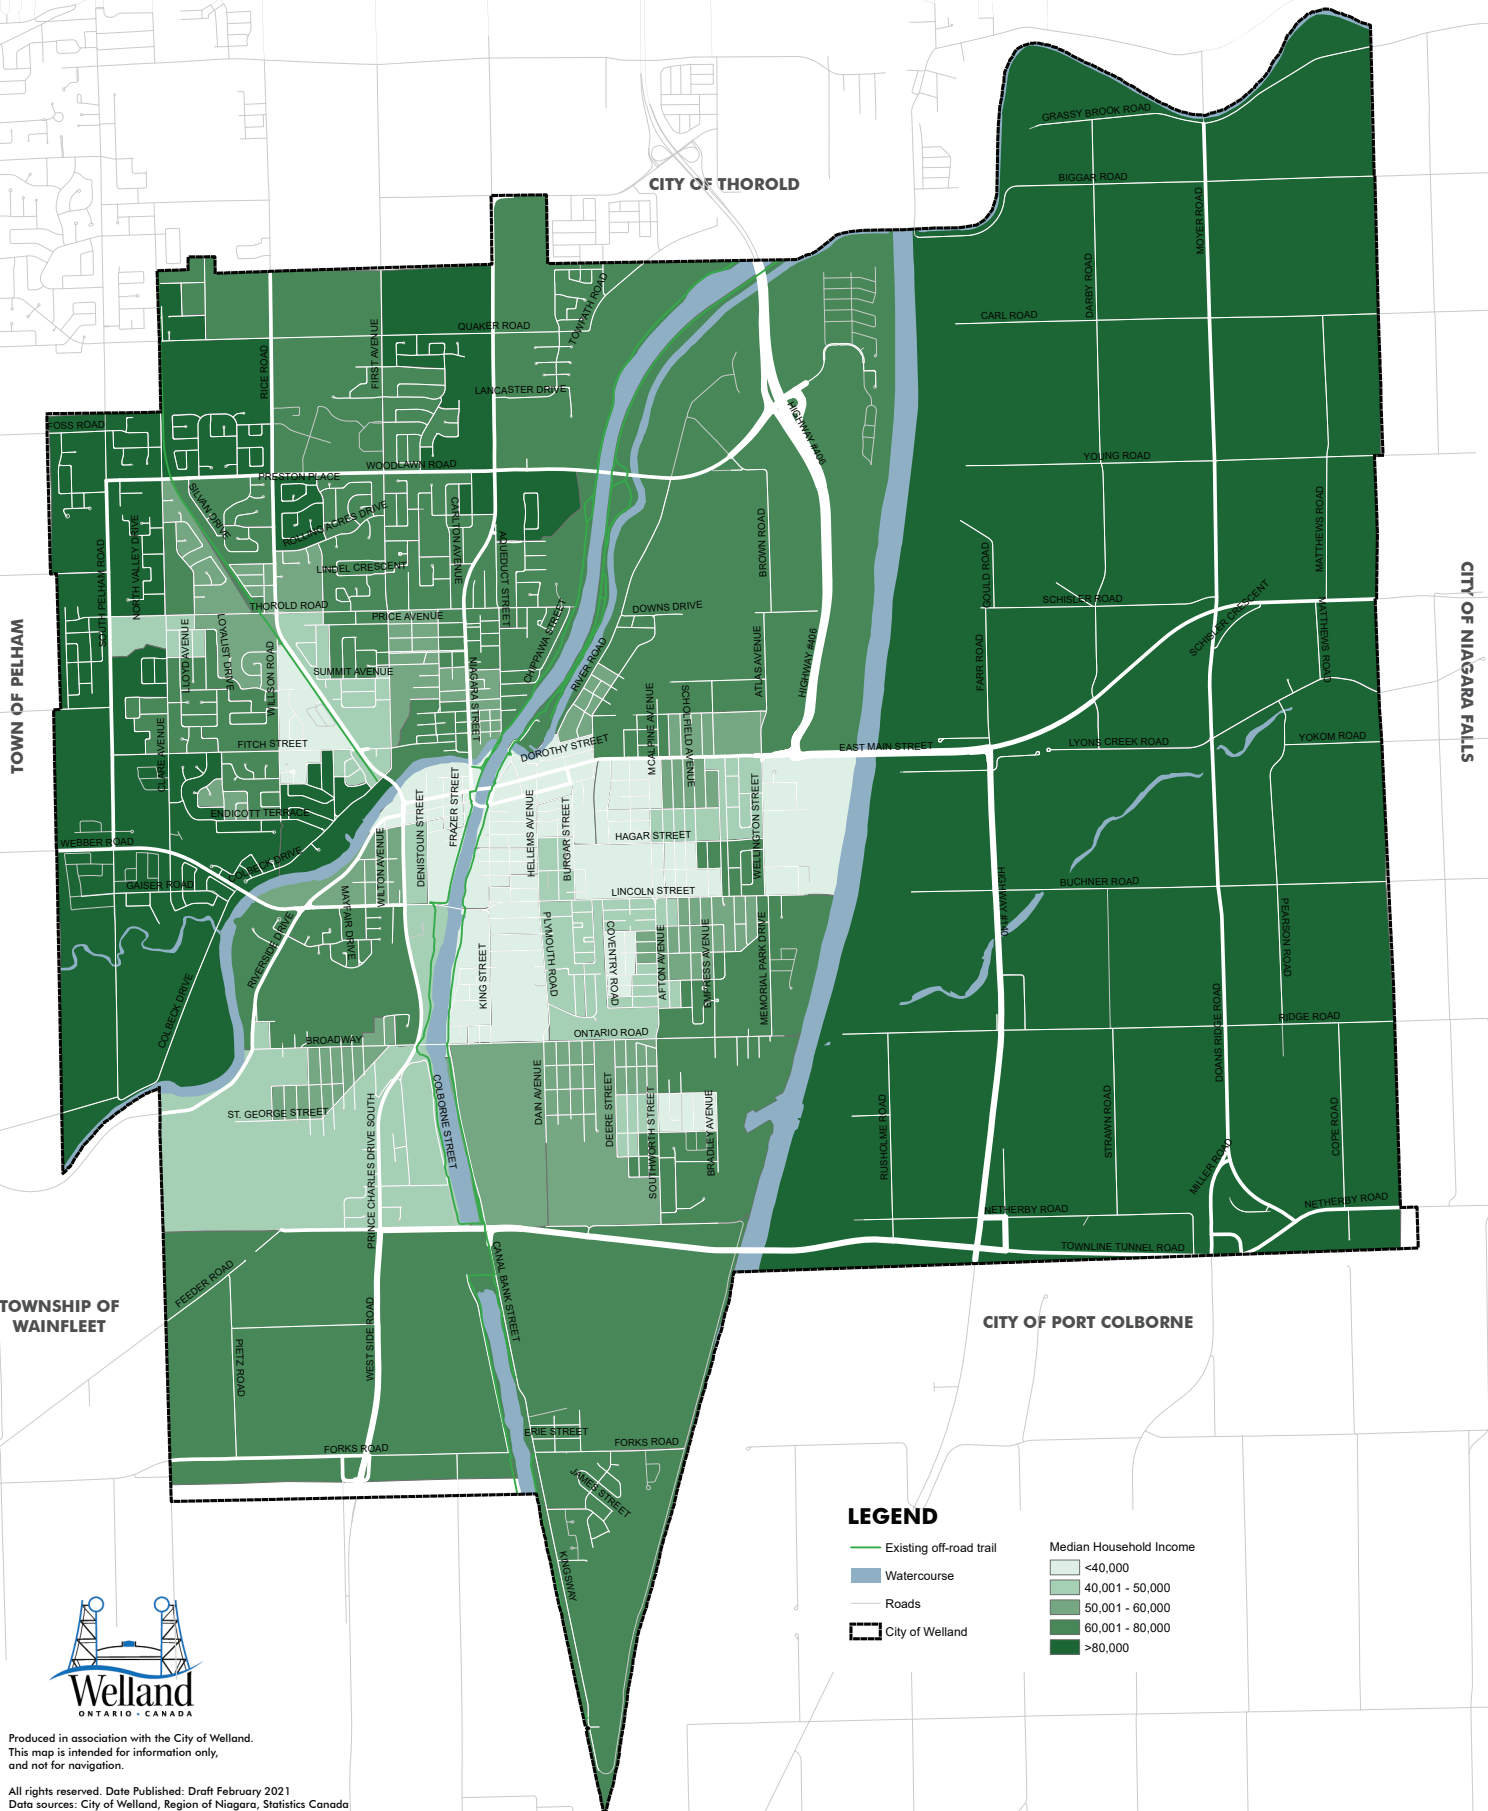 GRASSY BROOK ROAD
BIGGAR ROAD
CITY OF THOROLD
MOYER ROAD
DARBY ROAD
CARL ROAD
TOWPATH ROAD
QUAKER ROAD
FIRST AVENUE
RICE ROAD
LANCASTER DRIVE
FOSS ROAD
HIGHWAY #406
YOUNG ROAD
WOODLAWN ROAD
PRESTON PLACE
SILVAN DRIVE
ROLLING ACRES DRIVE
CARLTON AVENUE
AQUEDUCT STREET
BROWN ROAD
MATTHEWS ROAD
NORTH VALLEY DRIVE
SOUTH PELHAM ROAD
LINDEL CRESCENT
GOULD ROAD
SCHISLER ROAD
SCHISLER CRESCENT
THOROLD ROAD
PRICE AVENUE
DOWNS DRIVE
CHIPPAWA STREET
RIVER ROAD
ATLAS AVENUE
HIGHWAY #406
FARR ROAD
MATTHEWS ROAD
CITY OF NIAGARA FALLS
TOWN OF PELHAM
LLOYD AVENUE
LOYALIST DRIVE
WILLSON ROAD
SUMMIT AVENUE
NIAGARA STREET
MCALPINE AVENUE
SCHOLFIELD AVENUE
CLARE AVENUE
FITCH STREET
DOROTHY STREET
EAST MAIN STREET
LYONS CREEK ROAD
YOKOM ROAD
ENDICOTT TERRACE
DENISTOUN STREET
FRAZER STREET
HELLEMS AVENUE
BURGAR STREET
HAGAR STREET
WELLINGTON STREET
WEBBER ROAD
COLBECK DRIVE
GAISER ROAD
WILTON AVENUE
MAYFAIR DRIVE
LINCOLN STREET
BUCHNER ROAD
HIGHWAY #140
PEARSON ROAD
RIVERSIDE DRIVE
KING STREET
PLYMOUTH ROAD
COVENTRY ROAD
AFTON AVENUE
EMPRESS AVENUE
MEMORIAL PARK DRIVE
COLBECK DRIVE
BROADWAY
ONTARIO ROAD
RIDGE ROAD
DOANS RIDGE ROAD
ST. GEORGE STREET
PRINCE CHARLES DRIVE SOUTH
COLBORNE STREET
DAIN AVENUE
DEERE STREET
SOUTHWORTH STREET
BRADLEY AVENUE
RUSHOLME ROAD
STRAWN ROAD
COPE ROAD
MILLER ROAD
NETHERBY ROAD
NETHERBY ROAD
TOWNLINE TUNNEL ROAD
FEEDER ROAD
CANAL BANK STREET
TOWNSHIP OF
WAINFLEET
CITY OF PORT COLBORNE
PIETZ ROAD
WEST SIDE ROAD
FORKS ROAD
ERIE STREET
FORKS ROAD
JAMES STREET
KINGSWAY
LEGEND
Existing off-road trail
Watercourse
Roads
City of Welland
Median Household Income
<40,000
40,001 - 50,000
50,001 - 60,000
60,001 - 80,000
>80,000
Welland
ONTARIO · CANADA
Produced in association with the City of Welland.
This map is intended for information only,
and not for navigation.
All rights reserved. Date Published: Draft February 2021
Data sources: City of Welland, Region of Niagara, Statistics Canada